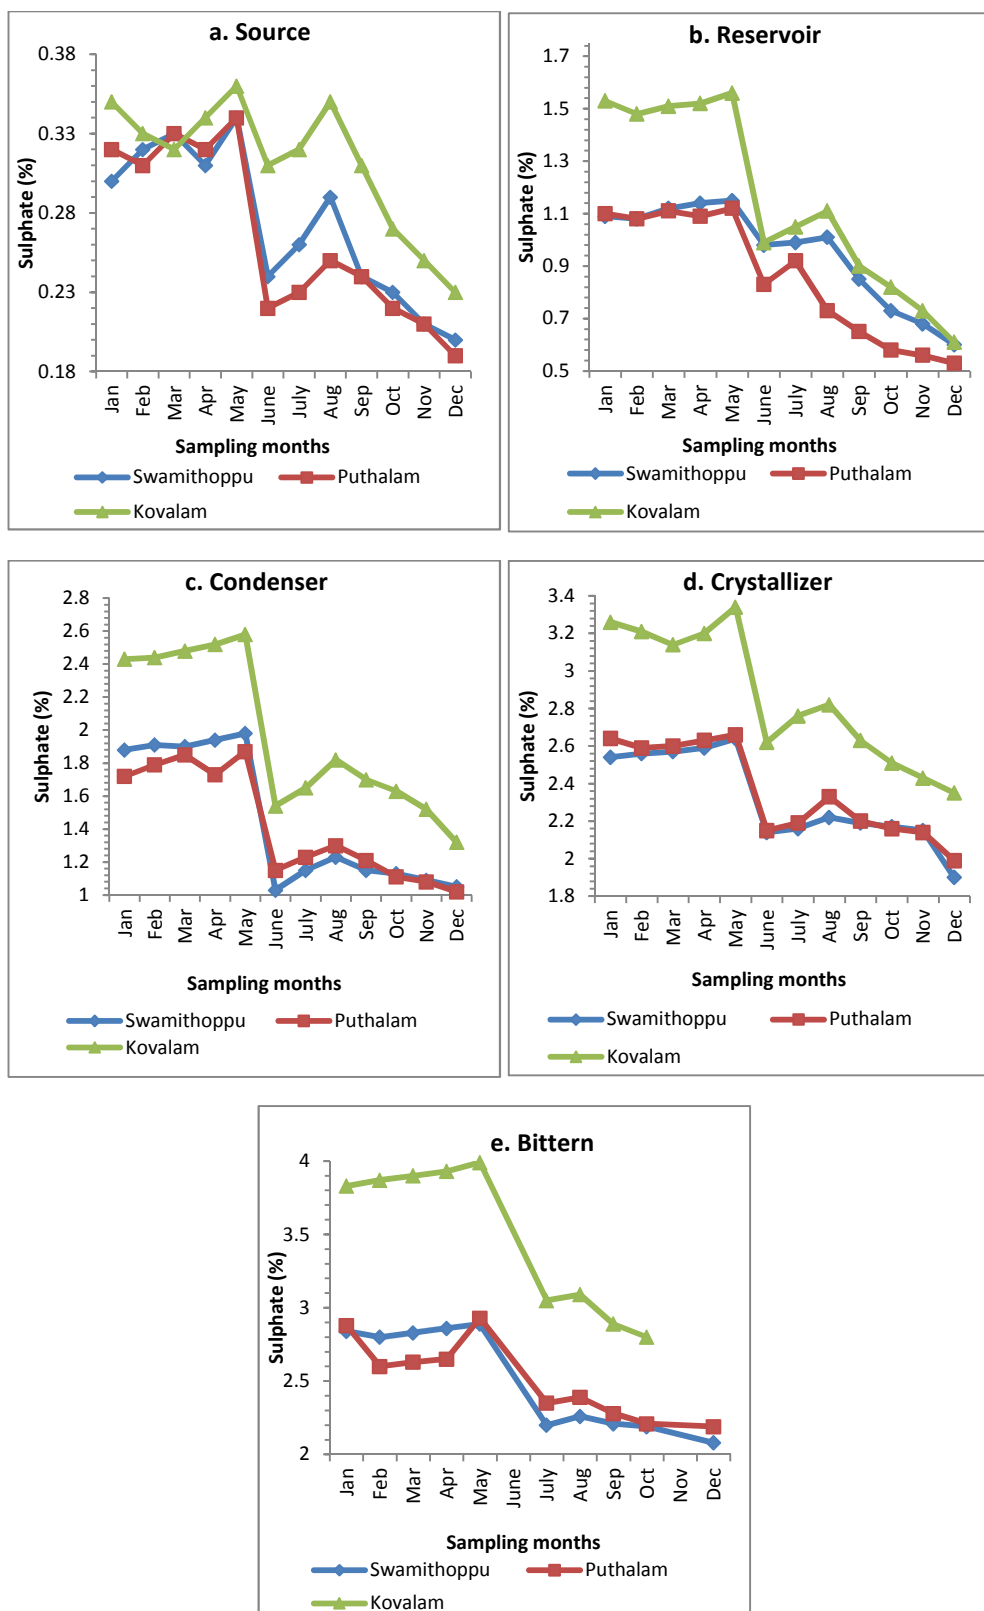 a. Source
0.38
0.33
0.28
0.23
0.18
Sulphate (%)
Jan Feb Mar Apr May June July Aug Sep Oct Nov Dec
Sampling months
Swamithoppu Puthalam
Kovalam
b. Reservoir
1.7
1.5
1.3
1.1
0.9
0.7
0.5
Sulphate (%)
Jan Feb Mar Apr May June July Aug Sep Oct Nov Dec
Sampling months
Swamithoppu Puthalam
Kovalam
c. Condenser
2.8
2.6
2.4
2.2
2
1.8
1.6
1.4
1.2
1
Sulphate (%)
Jan Feb Mar Apr May June July Aug Sep Oct Nov Dec
Sampling months
Swamithoppu Puthalam
Kovalam
d. Crystallizer
3.4
3.2
3
2.8
2.6
2.4
2.2
2
1.8
Sulphate (%)
Jan Feb Mar Apr May June July Aug Sep Oct Nov Dec
Sampling months
Swamithoppu Puthalam
Kovalam
e. Bittern
4
3.5
3
2.5
2
Sulphate (%)
Jan Feb Mar Apr May June July Aug Sep Oct Nov Dec
Sampling months
Swamithoppu Puthalam
Kovalam